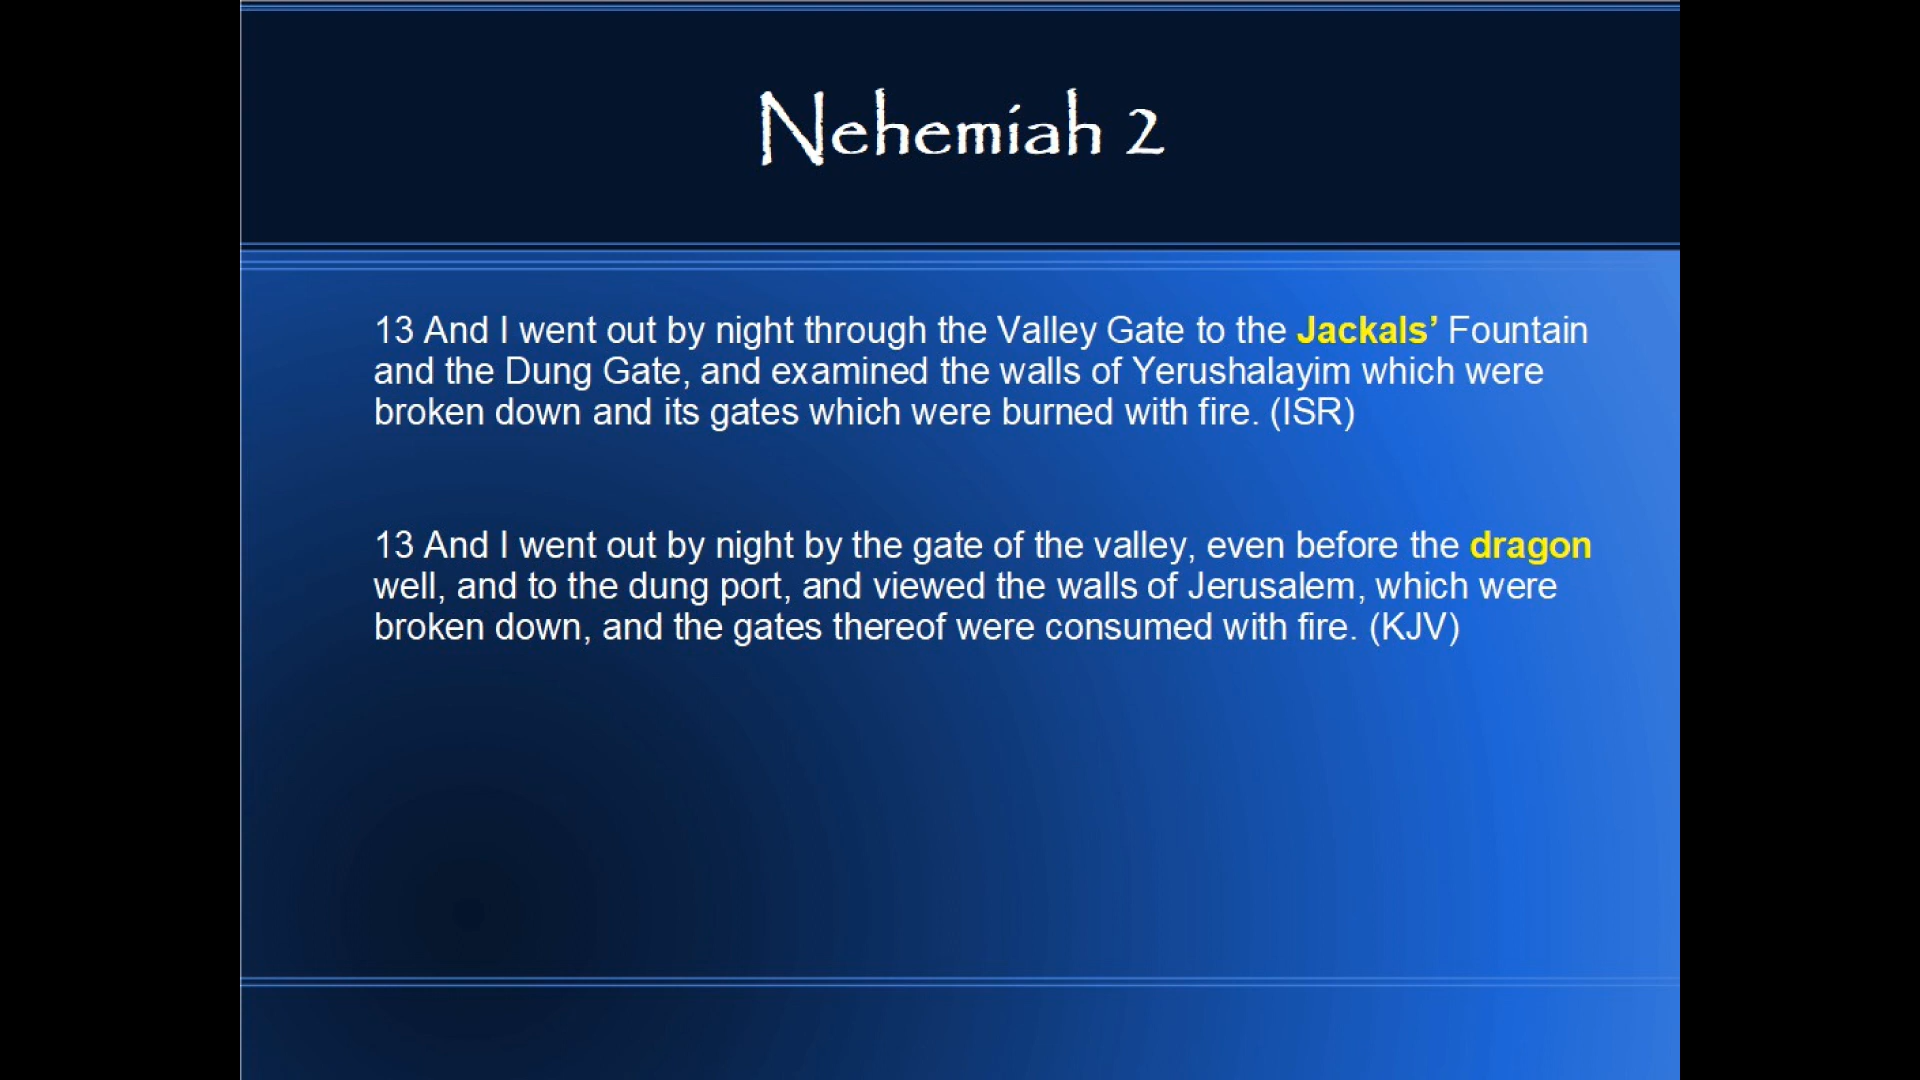 Nehemiah 2
13 And I went out by night through the Valley Gate to the Jackals’ Fountain
and the Dung Gate, and examined the walls of Yerushalayim which were
broken down and its gates which were burned with fire. (ISR)
13 And I went out by night by the gate of the valley, even before the dragon
well, and to the dung port, and viewed the walls of Jerusalem, which were
broken down, and the gates thereof were consumed with fire. (KJV)